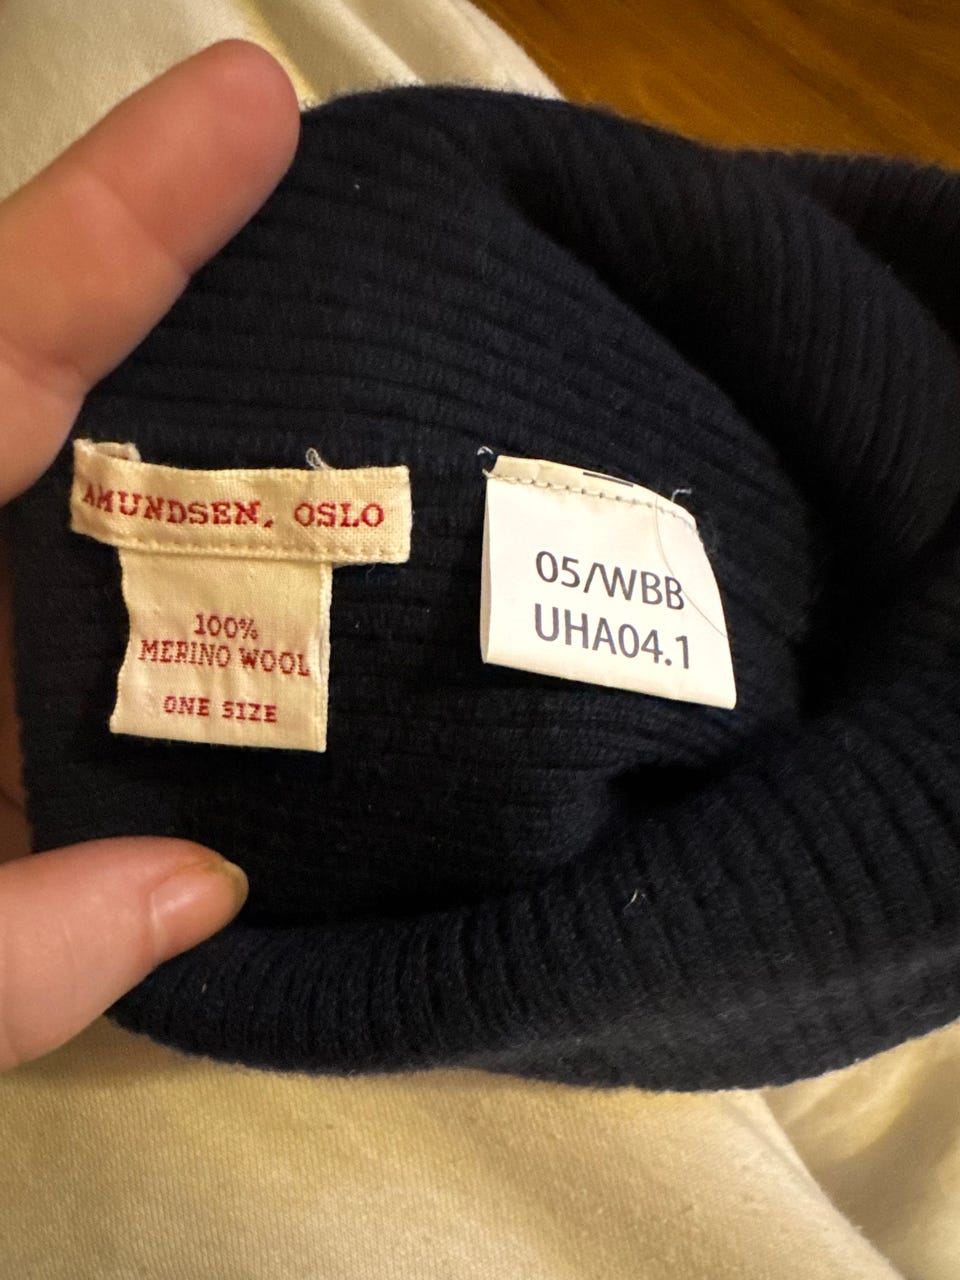 AMUNDSEN, OSLO
100%
MERINO WOOL
ONE SIZE
05/WBB
UHA04.1